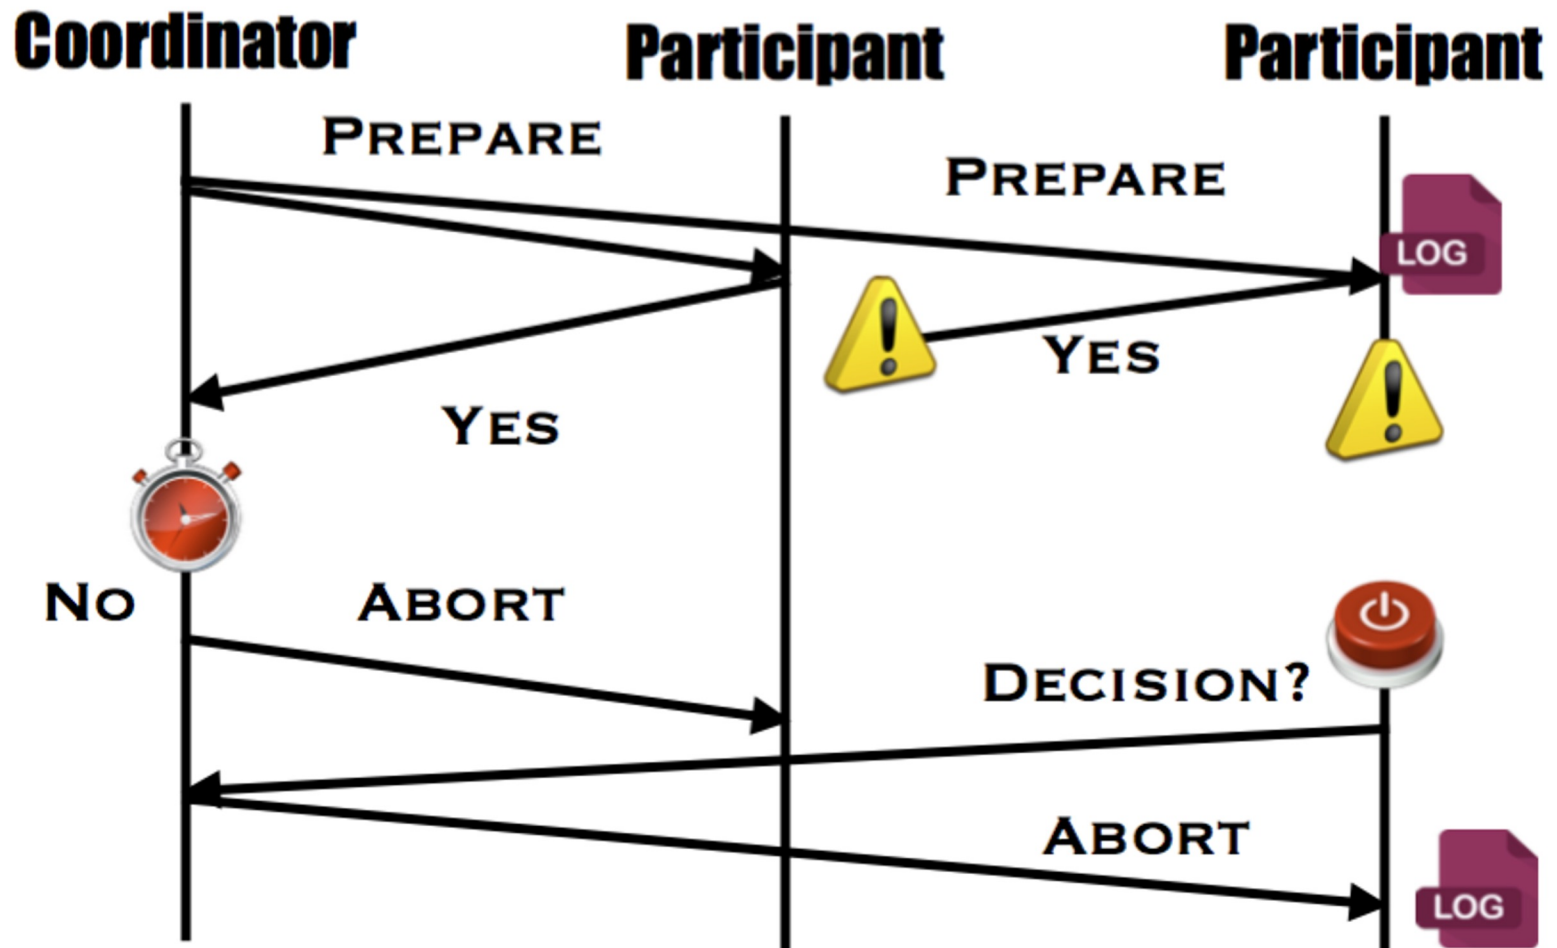 Coordinator
Participant
Participant
PREPARE
PREPARE
LOG
YES
YES
NO
ABORT
DECISION?
ABORT
LOG